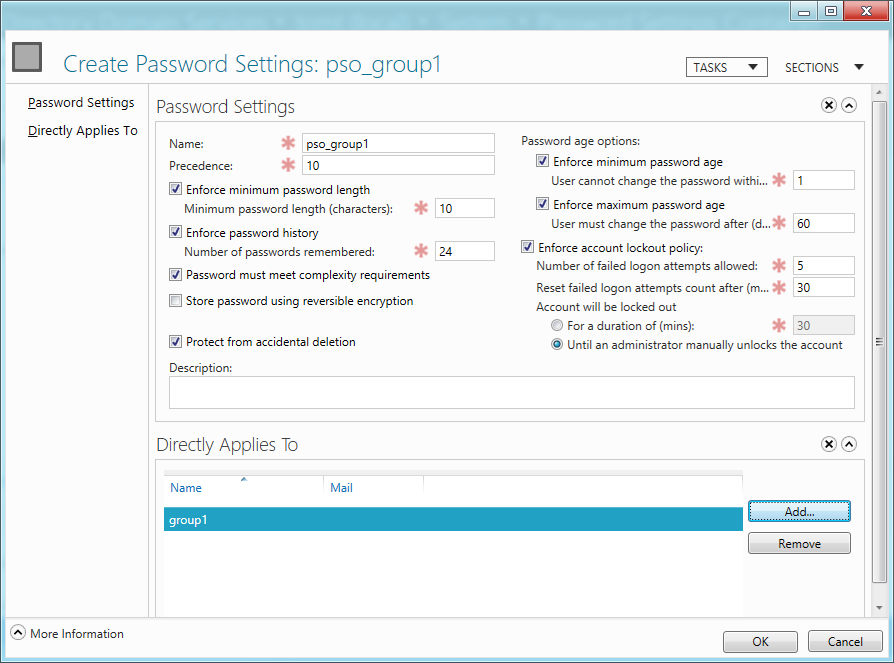 Create Password Settings: pso_group1
TASKS
SECTIONS
Password Settings
Directly Applies To
Password Settings
Name:
pso_group1
Precedence:
10
Enforce minimum password length
Minimum password length (characters):
10
Enforce password history
Number of passwords remembered:
24
Password must meet complexity requirements
Store password using reversible encryption
Protect from accidental deletion
Password age options:
Enforce minimum password age
User cannot change the password withi...
1
Enforce maximum password age
User must change the password after (d...
60
Enforce account lockout policy:
Number of failed logon attempts allowed:
5
Reset failed logon attempts count after (m...
30
Account will be locked out
For a duration of (mins):
30
Until an administrator manually unlocks the account
Description:
Directly Applies To
Name
Mail
group1
Add...
Remove
More Information
OK
Cancel